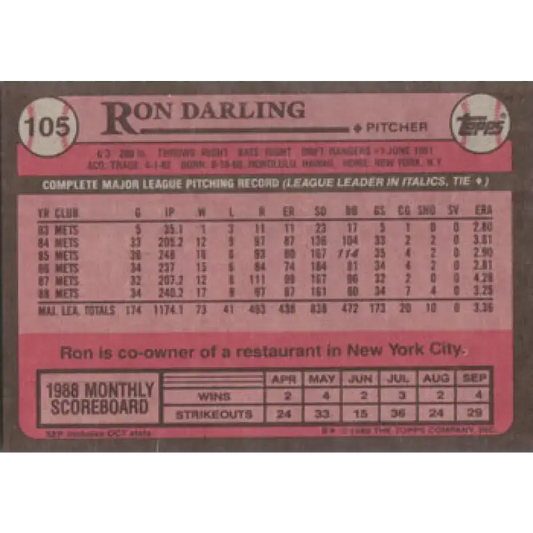 105
RON DARLING
PITCHER
TOPPS
6'3" 200 lb. THROWS: RIGHT BATS: RIGHT DRFT: RANGERS #1-JUNE 1981
ACQ: TRADE, 4-1-82 BORN: 8-19-60, HONOLULU, HAWAII HOME: NEW YORK, N.Y.
COMPLETE MAJOR LEAGUE PITCHING RECORD (LEAGUE LEADER IN ITALICS, TIE ♦)
YR CLUB G IP W L R ER SO BB GS CG SHO SV ERA
83 METS 5 35.1 1 3 11 11 23 17 5 1 0 0 2.80
84 METS 33 205.2 12 9 97 87 136 104 33 2 2 0 3.81
85 METS 36 248 16 6 93 80 167 114 35 4 2 0 2.90
86 METS 34 237 15 6 84 74 184 81 34 4 2 0 2.81
87 METS 32 207.2 12 8 111 99 167 96 32 2 0 0 4.29
88 METS 34 240.2 17 9 97 87 161 60 34 7 4 0 3.25
MAJ. LEA. TOTALS 174 1174.1 73 41 493 438 838 472 173 20 10 0 3.36
Ron is co-owner of a restaurant in New York City.
1988 MONTHLY
SCOREBOARD
APR MAY JUN JUL AUG SEP
WINS 2 4 2 3 2 4
STRIKEOUTS 24 33 15 36 24 29
SEP includes OCT stats
© 1989 THE TOPPS COMPANY, INC.